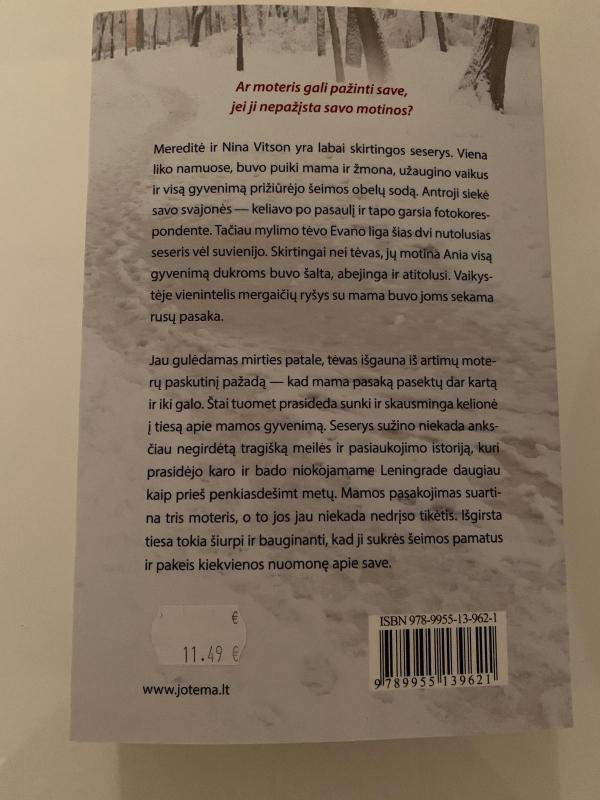 Ar moteris gali pažinti save,
jei ji nepažįsta savo motinos?
Mereditė ir Nina Vitson yra labai skirtingos seserys. Viena
liko namuose, buvo puiki mama ir žmona, užaugino vaikus
ir visą gyvenimą prižiūrėjo šeimos obelų sodą. Antroji siekė
savo svajonės — keliavo po pasaulį ir tapo garsia fotokores-
pondente. Tačiau mylimo tėvo Evano liga šias dvi nutolusias
seseris vėl suvienijo. Skirtingai nei tėvas, jų motina Ania visą
gyvenimą dukroms buvo šalta, abejinga ir atitolusi. Vaikys-
tėje vienintelis mergaičių ryšys su mama buvo joms sekama
rusų pasaka.
Jau gulėdamas mirties patale, tėvas išgauna iš artimų mote-
rų paskutinį pažadą — kad mama pasaką pasektų dar kartą
ir iki galo. Štai tuomet prasideda sunki ir skausminga kelionė
į tiesą apie mamos gyvenimą. Seserys sužino niekada anks-
čiau negirdėtą tragišką meilės ir pasiaukojimo istoriją, kuri
prasidėjo karo ir bado niokojamame Leningrade daugiau
kaip prieš penkiasdešimt metų. Mamos pasakojimas suarti-
na tris moteris, o to jos jau niekada nedrįso tikėtis. Išgirsta
tiesa tokia šiurpi ir bauginanti, kad ji sukrės šeimos pamatus
ir pakeis kiekvienos nuomonę apie save.
€
11.49 €
www.jotema.lt
ISBN 978-9955-13-962-1
9 789955 139621